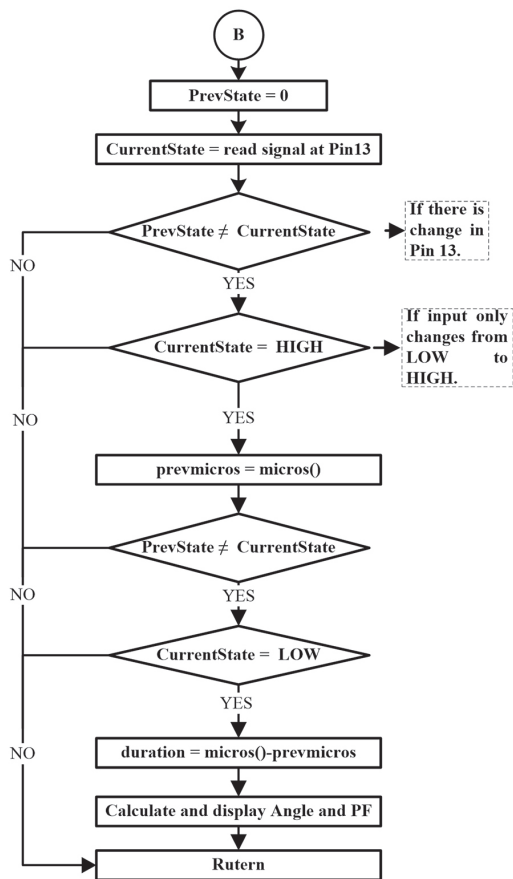 B
PrevState = 0
CurrentState = read signal at Pin13
PrevState ≠ CurrentState
If there is
change in
Pin 13.
NO
YES
CurrentState = HIGH
If input only
changes from
LOW to
HIGH.
YES
NO
prevmicros = micros()
PrevState ≠ CurrentState
NO
YES
CurrentState = LOW
YES
NO
duration = micros()-prevmicros
Calculate and display Angle and PF
Rutern